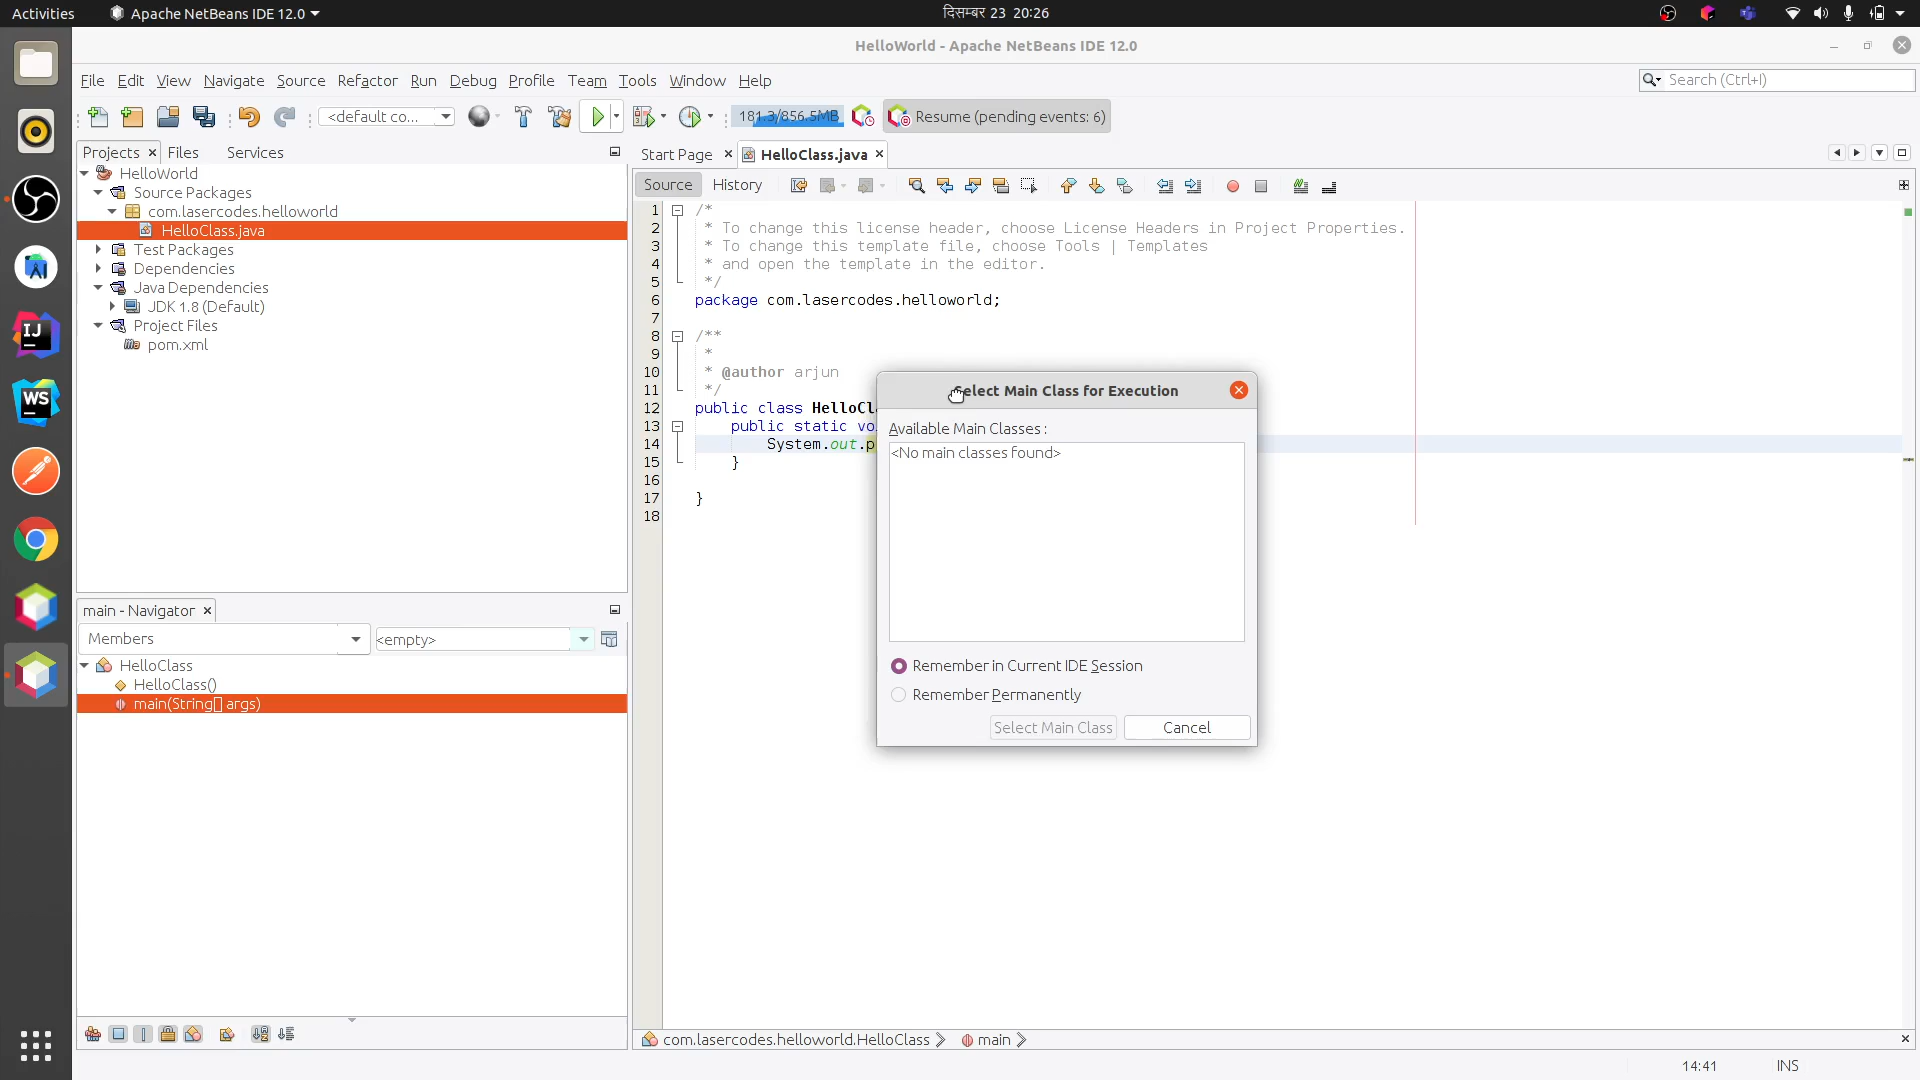 Activities
Apache NetBeans IDE 12.0
दिसम्बर 23 20:26
HelloWorld - Apache NetBeans IDE 12.0
File Edit View Navigate Source Refactor Run Debug Profile Team Tools Window Help
Search (Ctrl+I)
<default co...
181.3/856.5MB
Resume (pending events: 6)
Projects Files Services
HelloWorld
Source Packages
com.lasercodes.helloworld
HelloClass.java
Test Packages
Dependencies
Java Dependencies
JDK 1.8 (Default)
Project Files
pom.xml
Start Page HelloClass.java
Source History
1 /*
2 * To change this license header, choose License Headers in Project Properties.
3 * To change this template file, choose Tools | Templates
4 * and open the template in the editor.
5 */
6 package com.lasercodes.helloworld;
7
8 /**
9 *
10 * @author arjun
11 */
12 public class HelloCl
13 public static vo
14 System.out.p
15 }
16
17 }
18
Select Main Class for Execution
Available Main Classes :
<No main classes found>
Remember in Current IDE Session
Remember Permanently
Select Main Class Cancel
main - Navigator
Members <empty>
HelloClass
HelloClass()
main(String[] args)
com.lasercodes.helloworld.HelloClass main
14:41 INS
IJ
WS